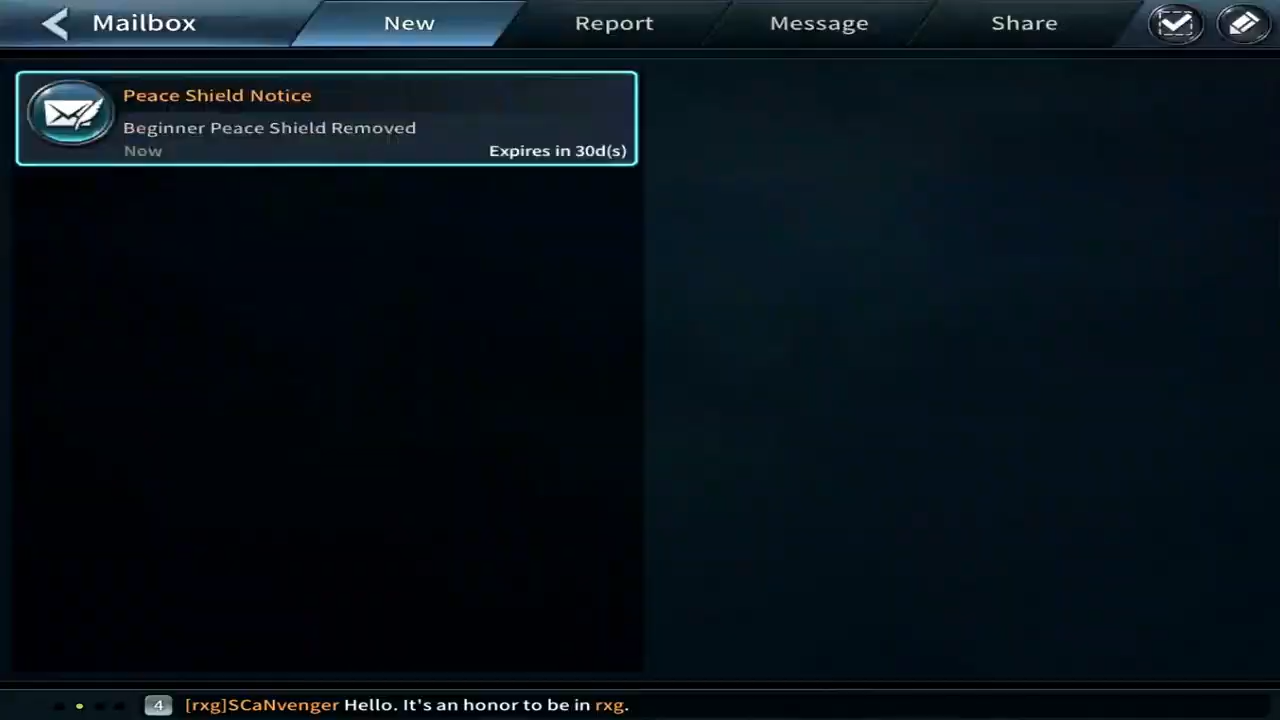 Mailbox
New
Report
Message
Share
Peace Shield Notice
Beginner Peace Shield Removed
Now
Expires in 30d(s)
4
[rxg]SCaNvenger Hello. It's an honor to be in rxg.